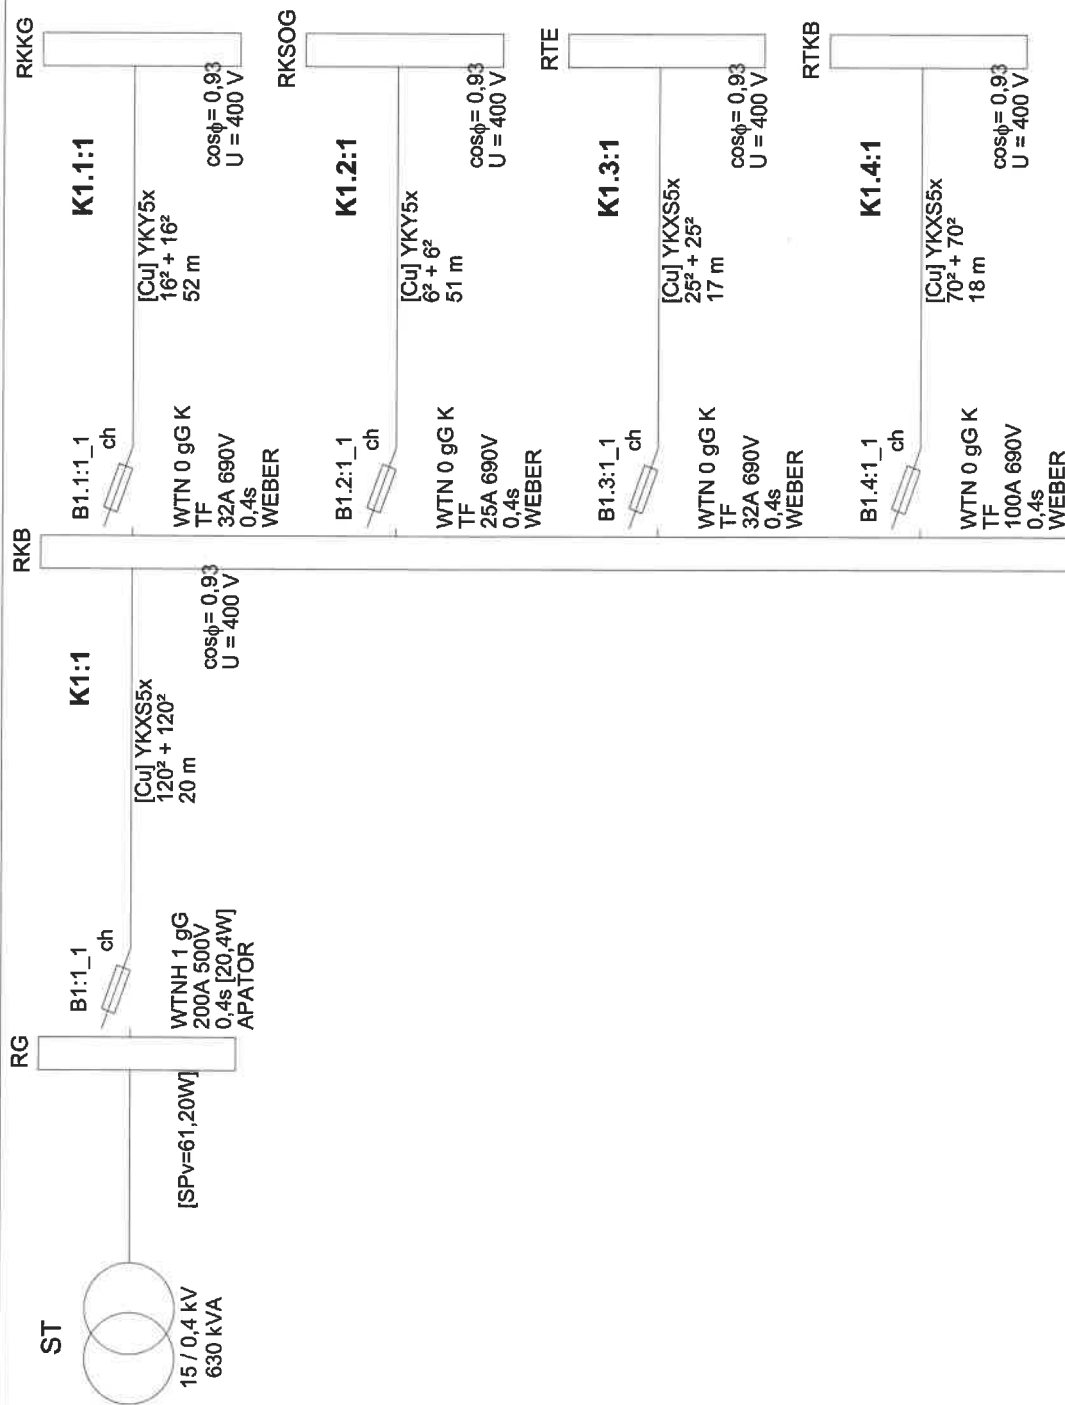 ST
15 / 0,4 kV
630 kVA
[SPv=61,20W]
RG
B1:1_1
ch
WTNH 1 gG
200A 500V
0,4s [20,4W]
APATOR
K1:1
[Cu] YKXS5x
120² + 120²
20 m
RKB
cosϕ= 0,93
U = 400 V
B1.1:1_1
ch
WTN 0 gG K
TF
32A 690V
0,4s
WEBER
K1.1:1
[Cu] YKY5x
16² + 16²
52 m
RKKG
cosϕ= 0,93
U = 400 V
B1.2:1_1
ch
WTN 0 gG K
TF
25A 690V
0,4s
WEBER
K1.2:1
[Cu] YKY5x
6² + 6²
51 m
RKSOG
cosϕ= 0,93
U = 400 V
B1.3:1_1
ch
WTN 0 gG K
TF
32A 690V
0,4s
WEBER
K1.3:1
[Cu] YKXS5x
25² + 25²
17 m
RTE
cosϕ= 0,93
U = 400 V
B1.4:1_1
ch
WTN 0 gG K
TF
100A 690V
0,4s
WEBER
K1.4:1
[Cu] YKXS5x
70² + 70²
18 m
RTKB
cosϕ= 0,93
U = 400 V